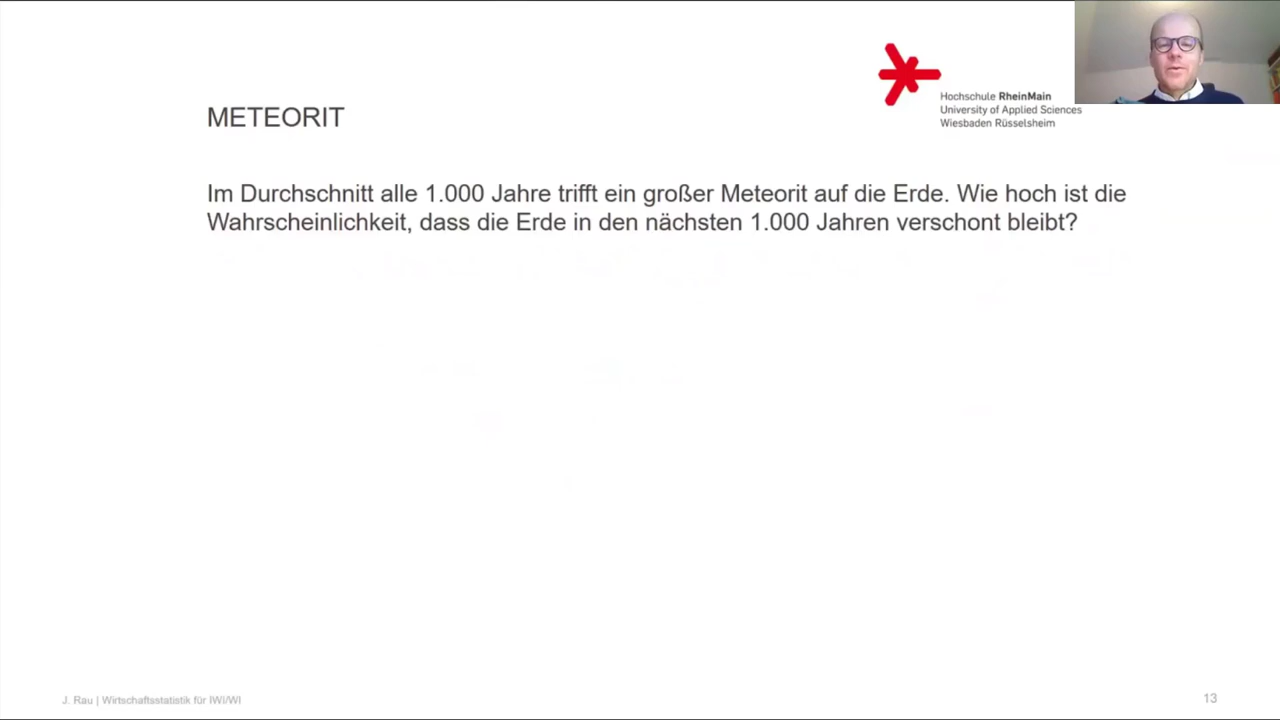 Hochschule RheinMain
University of Applied Sciences
Wiesbaden Rüsselsheim
METEORIT
Im Durchschnitt alle 1.000 Jahre trifft ein großer Meteorit auf die Erde. Wie hoch ist die
Wahrscheinlichkeit, dass die Erde in den nächsten 1.000 Jahren verschont bleibt?
J. Rau | Wirtschaftsstatistik für IWI/WI
13